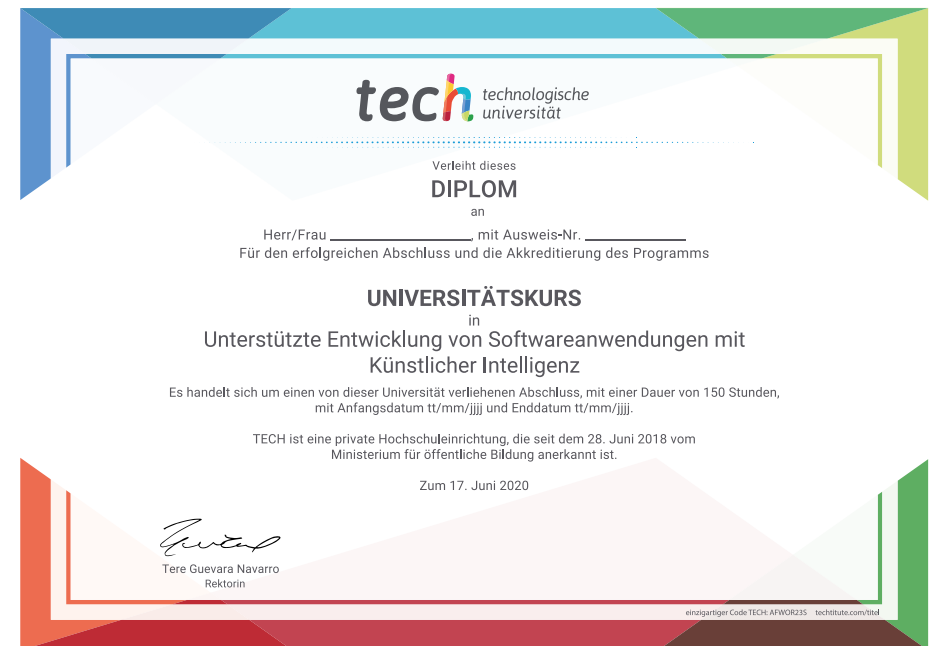 tech technologische
universität
Verleiht dieses
DIPLOM
an
Herr/Frau ____________________, mit Ausweis-Nr. ______________
Für den erfolgreichen Abschluss und die Akkreditierung des Programms
UNIVERSITÄTSKURS
in
Unterstützte Entwicklung von Softwareanwendungen mit
Künstlicher Intelligenz
Es handelt sich um einen von dieser Universität verliehenen Abschluss, mit einer Dauer von 150 Stunden,
mit Anfangsdatum tt/mm/jjjj und Enddatum tt/mm/jjjj.
TECH ist eine private Hochschuleinrichtung, die seit dem 28. Juni 2018 vom
Ministerium für öffentliche Bildung anerkannt ist.
Zum 17. Juni 2020
Tere Guevara Navarro
Rektorin
einzigartiger Code TECH: AFWOR23S techtitute.com/titel